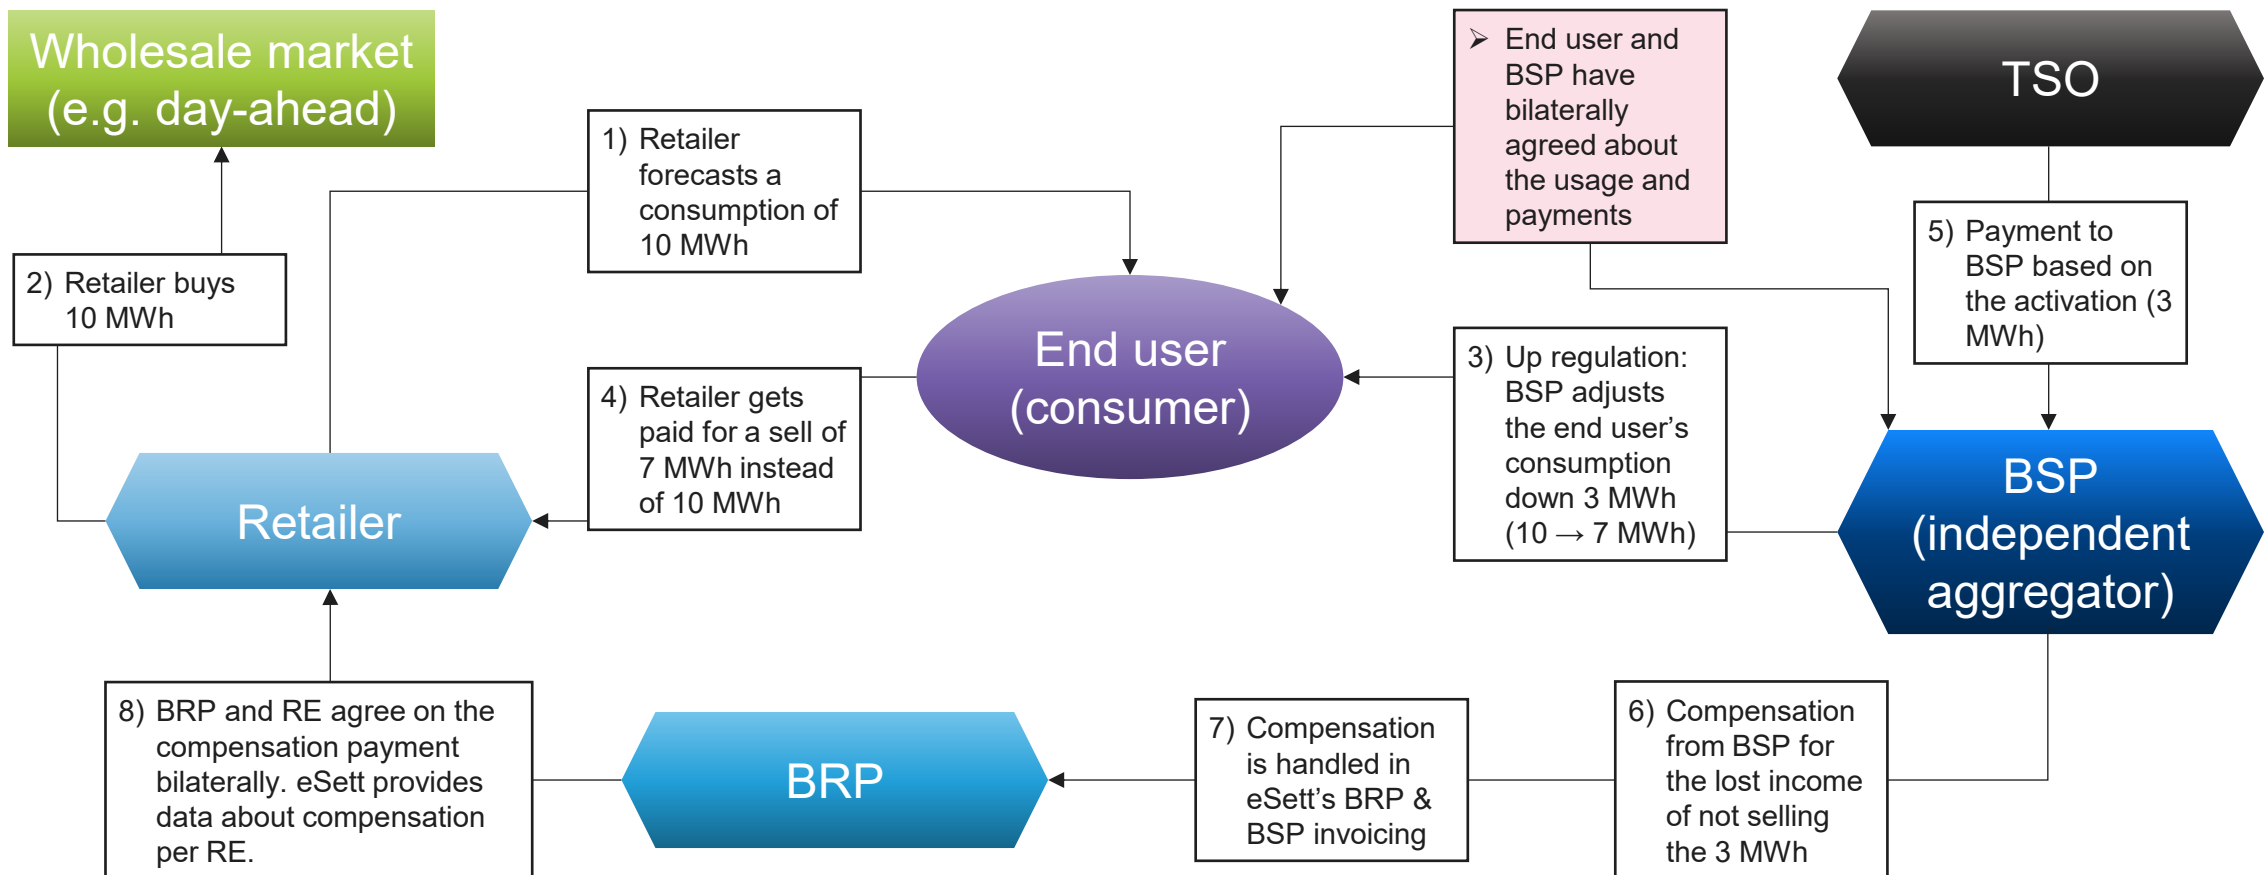 Wholesale market
(e.g. day-ahead)
1) Retailer
forecasts a
consumption of
10 MWh
➢ End user and
BSP have
bilaterally
agreed about
the usage and
payments
TSO
2) Retailer buys
10 MWh
5) Payment to
BSP based on
the activation (3
MWh)
End user
(consumer)
4) Retailer gets
paid for a sell of
7 MWh instead
of 10 MWh
3) Up regulation:
BSP adjusts
the end user’s
consumption
down 3 MWh
(10 → 7 MWh)
Retailer
BSP
(independent
aggregator)
8) BRP and RE agree on the
compensation payment
bilaterally. eSett provides
data about compensation
per RE.
BRP
7) Compensation
is handled in
eSett’s BRP &
BSP invoicing
6) Compensation
from BSP for
the lost income
of not selling
the 3 MWh